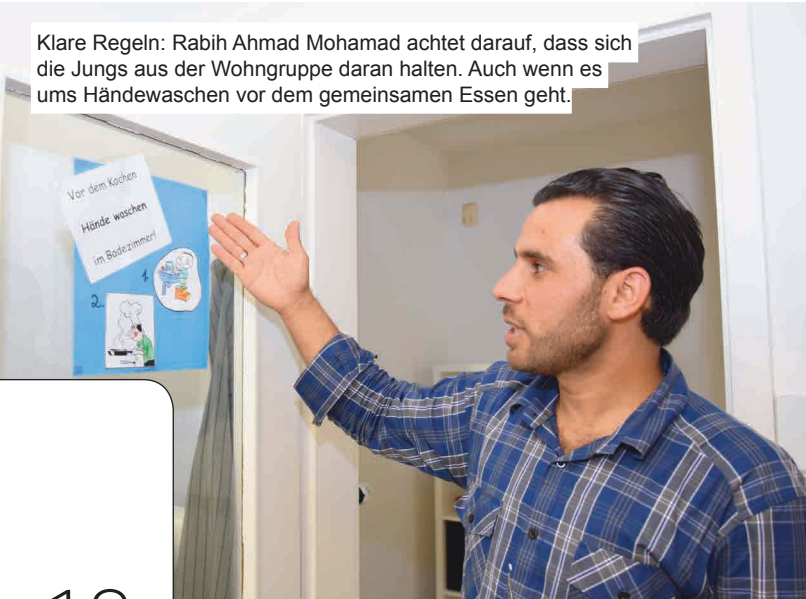 Klare Regeln: Rabih Ahmad Mohamad achtet darauf, dass sich
die Jungs aus der Wohngruppe daran halten. Auch wenn es
ums Händewaschen vor dem gemeinsamen Essen geht.
Vor dem Kochen
Hände waschen
im Badezimmer!
1.
2.